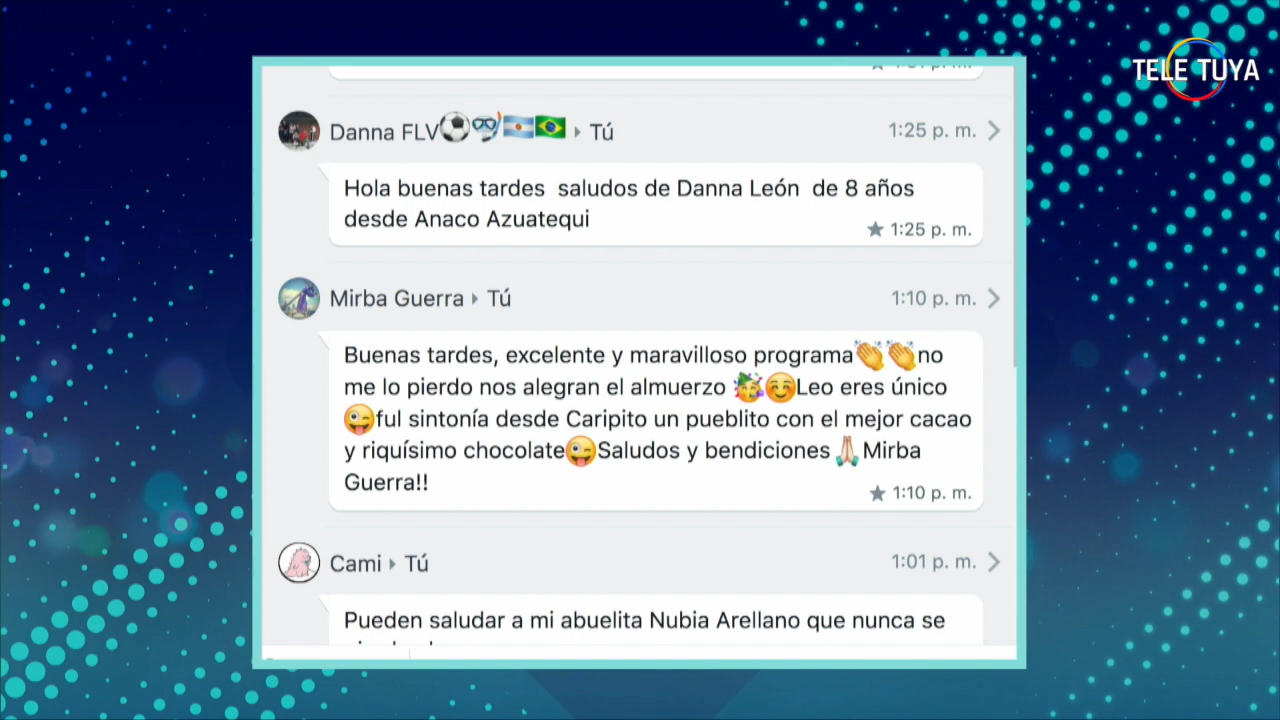 TELE TUYA
Danna FLV⚽🤿🇦🇷🇧🇷 ▸ Tú 1:25 p. m.
Hola buenas tardes  saludos de Danna León  de 8 años
desde Anaco Azuatequi
★ 1:25 p. m.
Mirba Guerra ▸ Tú 1:10 p. m.
Buenas tardes, excelente y maravilloso programa👏👏no
me lo pierdo nos alegran el almuerzo 🥳☺️Leo eres único
😜ful sintonía desde Caripito un pueblito con el mejor cacao
y riquísimo chocolate😜Saludos y bendiciones🙏🏻Mirba
Guerra!!
★ 1:10 p. m.
Cami ▸ Tú 1:01 p. m.
Pueden saludar a mi abuelita Nubia Arellano que nunca se